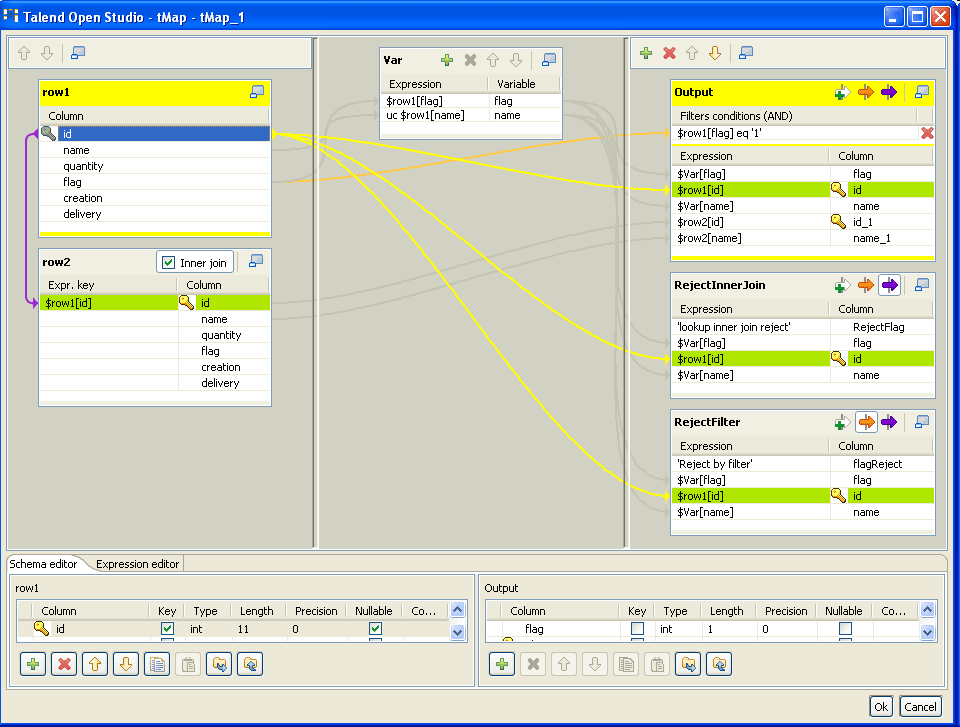 Talend Open Studio - tMap - tMap_1
row1
Column
id
name
quantity
flag
creation
delivery
row2
Inner join
Expr. key Column
$row1[id] id
name
quantity
flag
creation
delivery
Var
Expression Variable
$row1[flag] flag
uc $row1[name] name
Output
Filters conditions (AND)
$row1[flag] eq '1'
Expression Column
$Var[flag] flag
$row1[id] id
$Var[name] name
$row2[id] id_1
$row2[name] name_1
RejectInnerJoin
Expression Column
'lookup inner join reject' RejectFlag
$Var[flag] flag
$row1[id] id
$Var[name] name
RejectFilter
Expression Column
'Reject by filter' flagReject
$Var[flag] flag
$row1[id] id
$Var[name] name
Schema editor Expression editor
row1
Column Key Type Length Precision Nullable Co...
id int 11 0
Output
Column Key Type Length Precision Nullable Co...
flag int 1 0
Ok Cancel